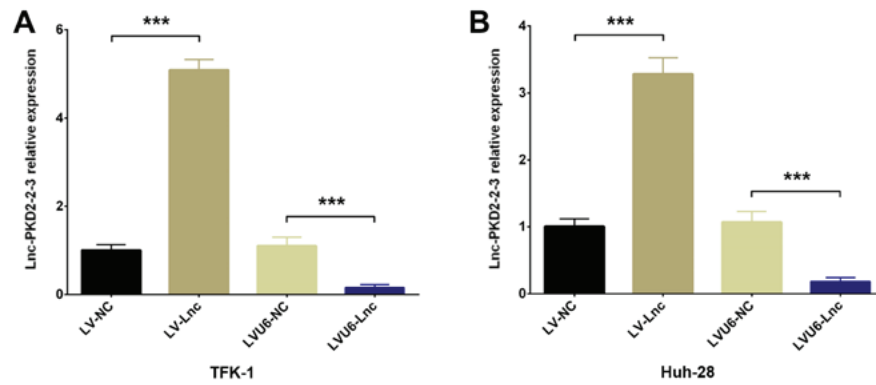 A
Lnc-PKD2-2-3 relative expression
6
4
2
0
***
***
LV-NC
LV-Lnc
LVU6-NC
LVU6-Lnc
TFK-1
B
Lnc-PKD2-2-3 relative expression
4
3
2
1
0
***
***
LV-NC
LV-Lnc
LVU6-NC
LVU6-Lnc
Huh-28